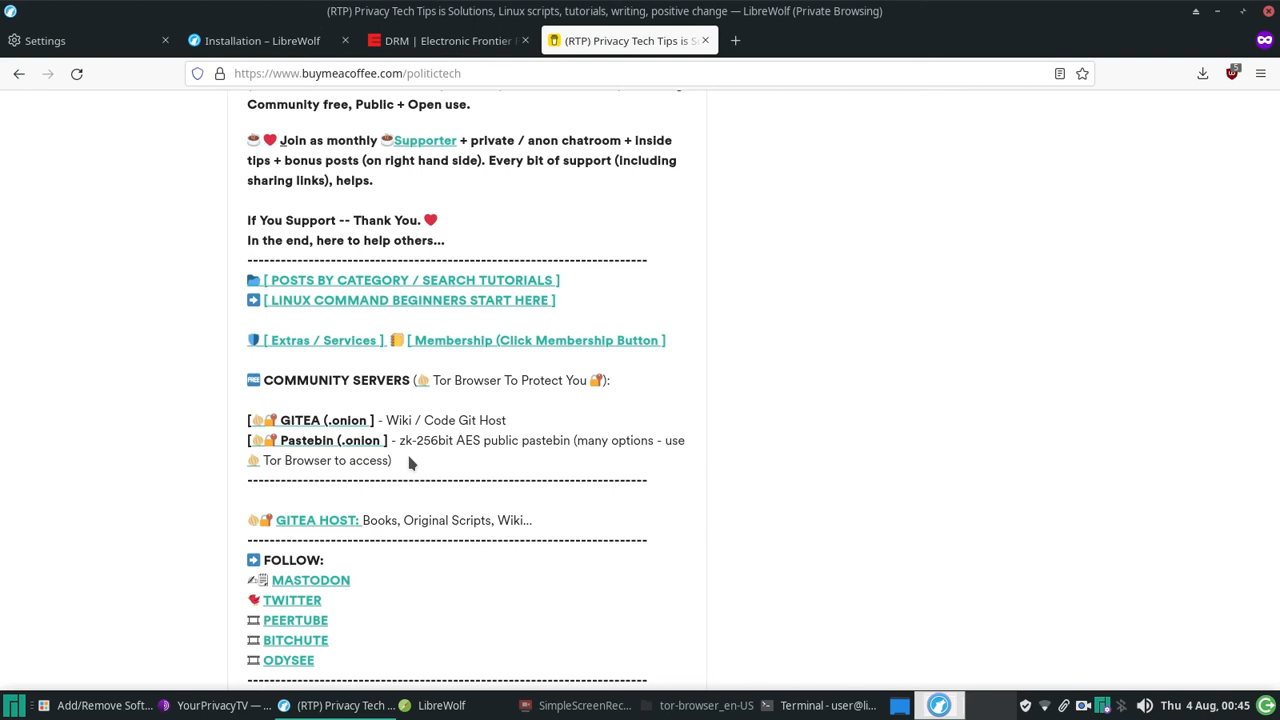 (RTP) Privacy Tech Tips is Solutions, Linux scripts, tutorials, writing, positive change — LibreWolf (Private Browsing)
Settings
Installation – LibreWolf
DRM | Electronic Frontier F
(RTP) Privacy Tech Tips is S
https://www.buymeacoffee.com/politictech
5
Community free, Public + Open use.
Join as monthly Supporter + private / anon chatroom + inside
tips + bonus posts (on right hand side). Every bit of support (including
sharing links), helps.
If You Support -- Thank You.
In the end, here to help others...
------------------------------------------------------------------------
[ POSTS BY CATEGORY / SEARCH TUTORIALS ]
[ LINUX COMMAND BEGINNERS START HERE ]
[ Extras / Services ] [ Membership (Click Membership Button ]
FREE COMMUNITY SERVERS ( Tor Browser To Protect You ):
[ GITEA (.onion ] - Wiki / Code Git Host
[ Pastebin (.onion ] - zk-256bit AES public pastebin (many options - use
Tor Browser to access)
------------------------------------------------------------------------
GITEA HOST: Books, Original Scripts, Wiki...
------------------------------------------------------------------------
FOLLOW:
MASTODON
TWITTER
PEERTUBE
BITCHUTE
ODYSEE
------------------------------------------------------------------------
Add/Remove Soft...
YourPrivacyTV — ...
(RTP) Privacy Tech ...
LibreWolf
SimpleScreenRec...
tor-browser_en-US
Terminal - user@li...
Thu 4 Aug, 00:45